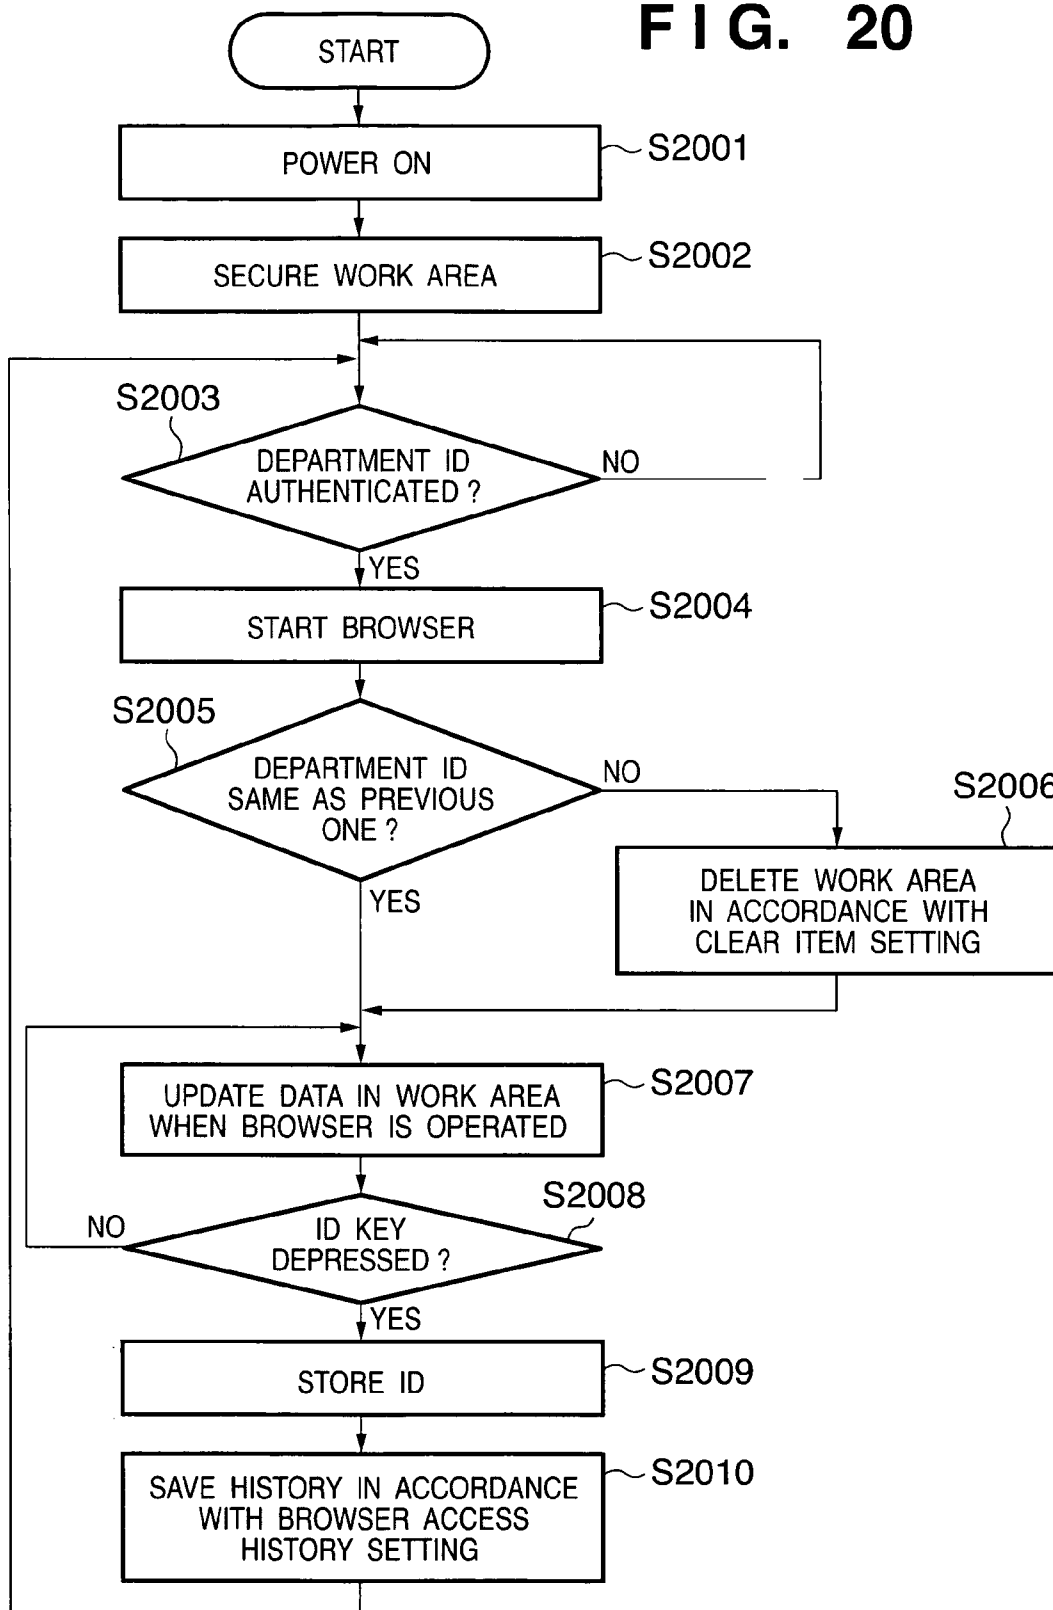 FIG. 20
START
POWER ON
S2001
SECURE WORK AREA
S2002
S2003
DEPARTMENT ID
AUTHENTICATED ?
NO
YES
START BROWSER
S2004
S2005
DEPARTMENT ID
SAME AS PREVIOUS
ONE ?
NO
YES
S2006
DELETE WORK AREA
IN ACCORDANCE WITH
CLEAR ITEM SETTING
UPDATE DATA IN WORK AREA
WHEN BROWSER IS OPERATED
S2007
S2008
ID KEY
DEPRESSED ?
NO
YES
STORE ID
S2009
SAVE HISTORY IN ACCORDANCE
WITH BROWSER ACCESS
HISTORY SETTING
S2010